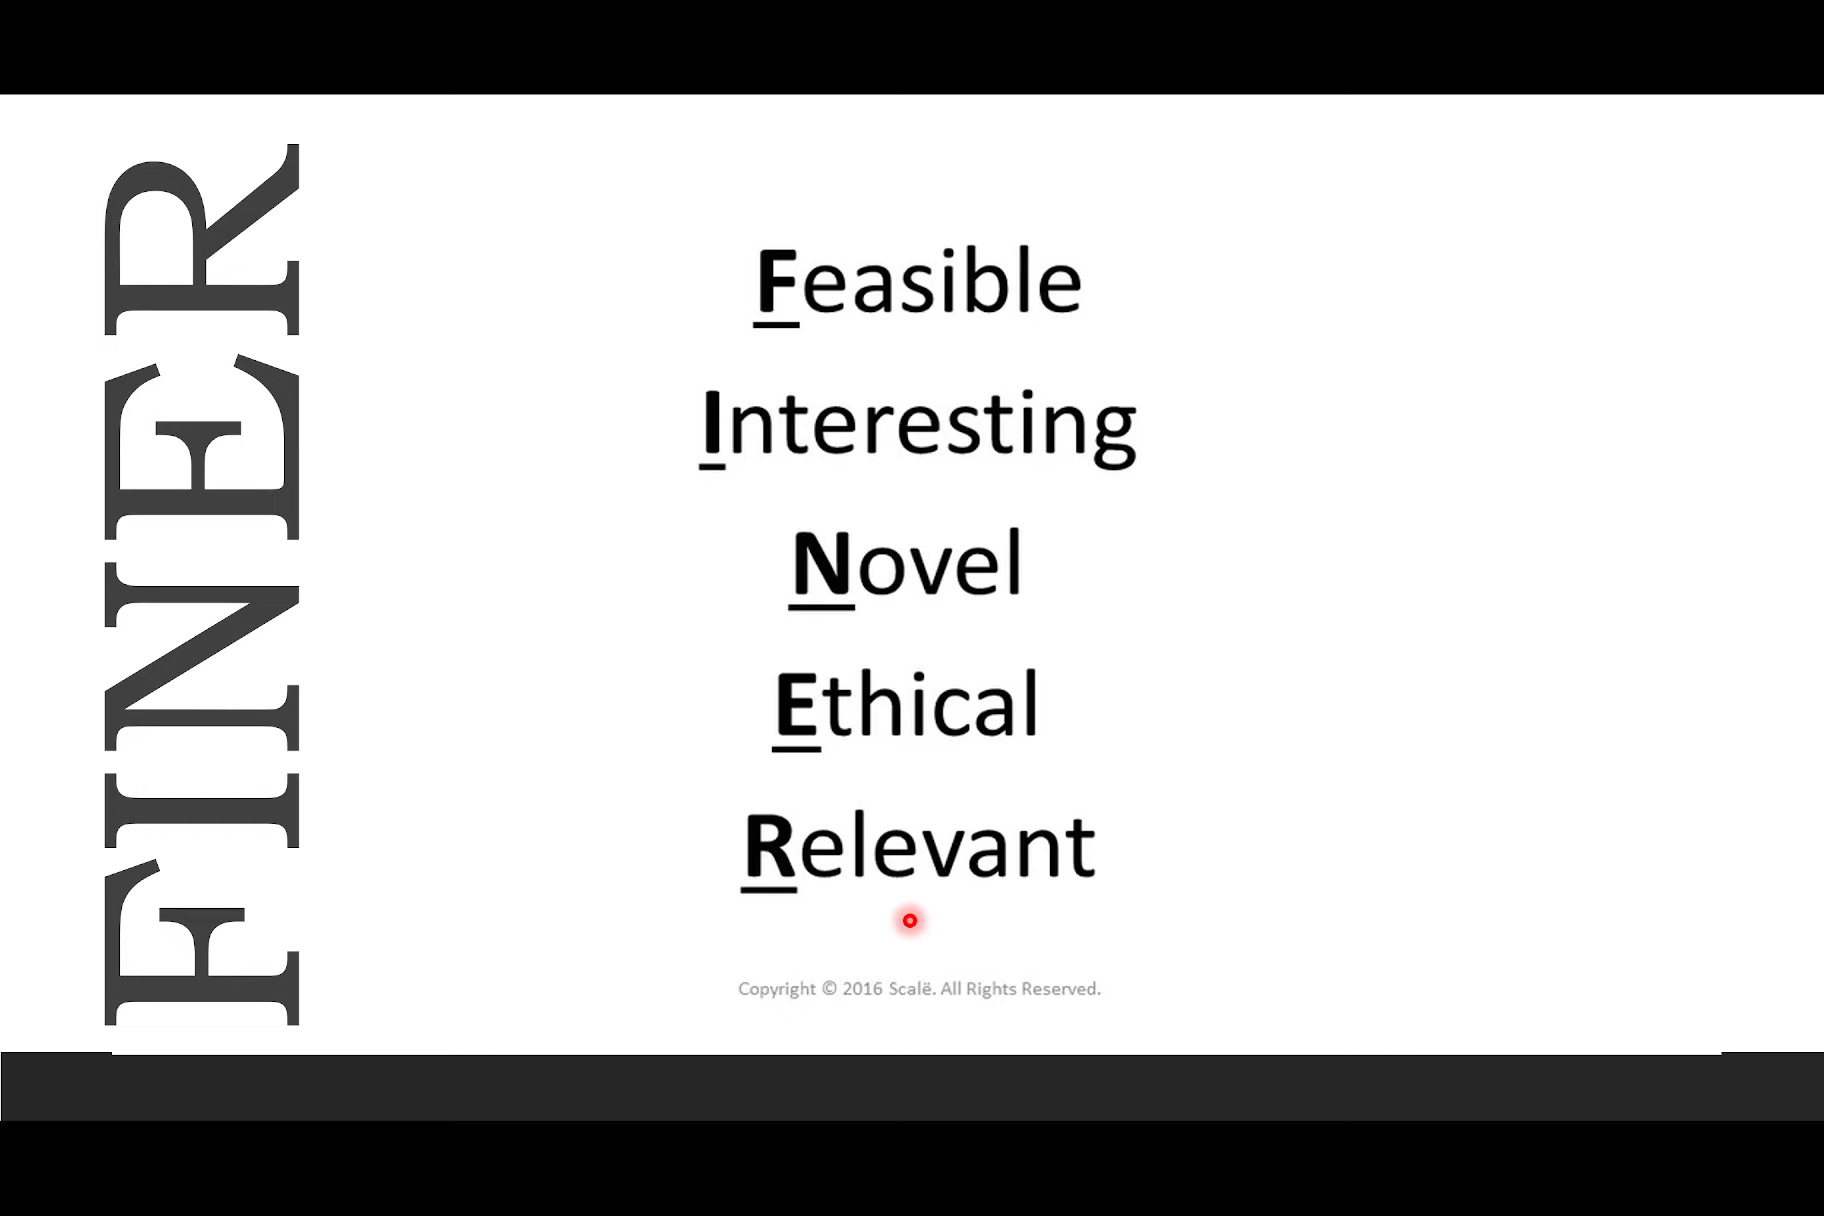 FINER
Feasible
Interesting
Novel
Ethical
Relevant
Copyright © 2016 Scalë. All Rights Reserved.